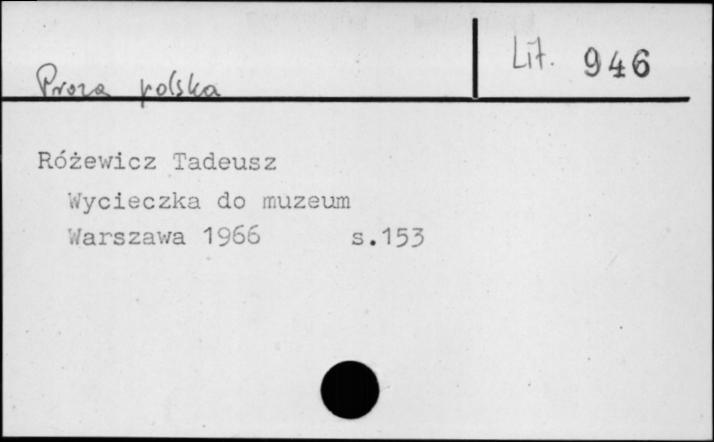 Proza polska
Lit. 946
Różewicz Tadeusz
Wycieczka do muzeum
Warszawa 1966 s.153